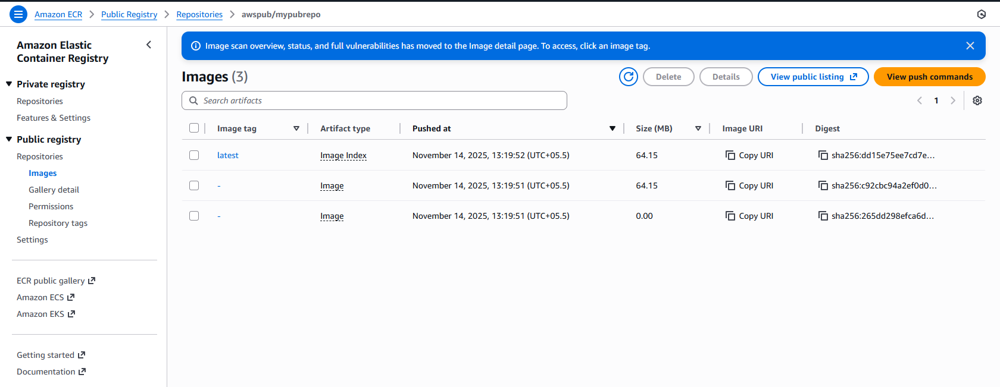 Amazon ECR > Public Registry > Repositories > awspub/mypubrepo
Amazon Elastic
Container Registry
Private registry
Repositories
Features & Settings
Public registry
Repositories
Images
Gallery detail
Permissions
Repository tags
Settings
ECR public gallery
Amazon ECS
Amazon EKS
Getting started
Documentation
Image scan overview, status, and full vulnerabilities has moved to the Image detail page. To access, click an image tag.
Images (3)
Delete
Details
View public listing
View push commands
Search artifacts
1
Image tag Artifact type Pushed at Size (MB) Image URI Digest
latest Image Index November 14, 2025, 13:19:52 (UTC+05.5) 64.15 Copy URI sha256:dd15e75ee7cd7e...
- Image November 14, 2025, 13:19:51 (UTC+05.5) 64.15 Copy URI sha256:c92cbc94a2ef0d0...
- Image November 14, 2025, 13:19:51 (UTC+05.5) 0.00 Copy URI sha256:265dd298efca6d...